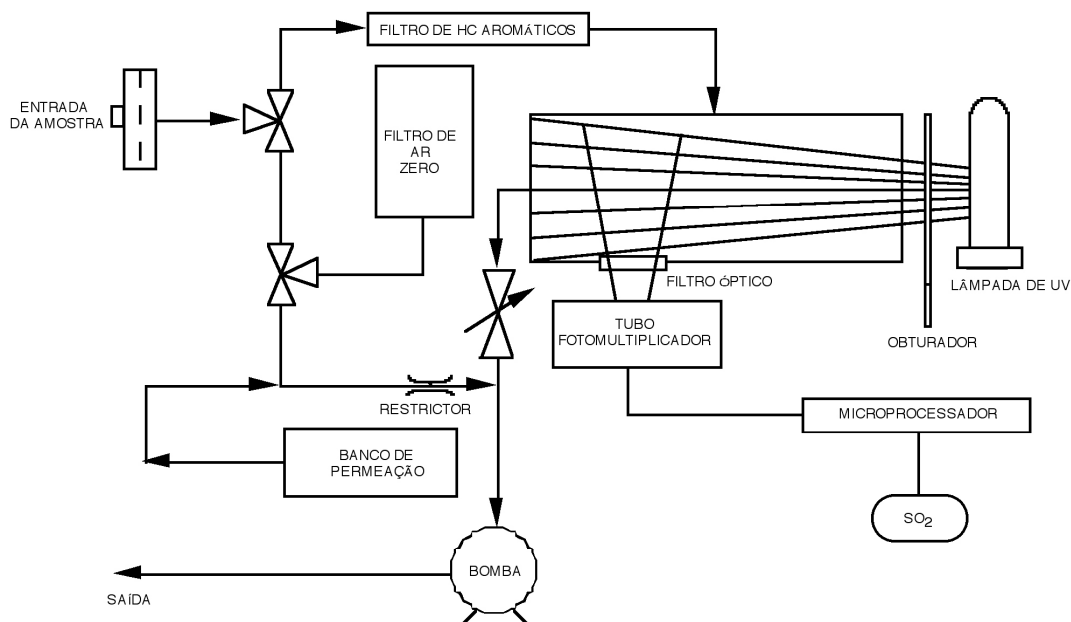 FILTRO DE HC AROMÁTICOS
ENTRADA
DA AMOSTRA
FILTRO DE
AR
ZERO
FILTRO ÓPTICO
LÂMPADA DE UV
TUBO
FOTOMULTIPLICADOR
OBTURADOR
RESTRICTOR
MICROPROCESSADOR
BANCO DE
PERMEAÇÃO
SO2
BOMBA
SAÍDA